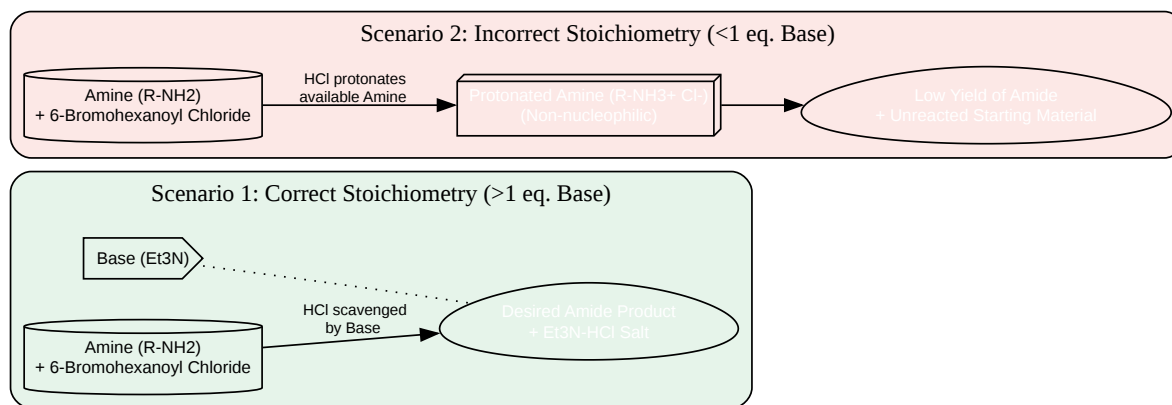 Scenario 2: Incorrect Stoichiometry (<1 eq. Base)
Amine (R-NH2)
+ 6-Bromohexanoyl Chloride
HCl protonates
available Amine
Protonated Amine (R-NH3+ Cl-)
(Non-nucleophilic)
Low Yield of Amide
+ Unreacted Starting Material
Scenario 1: Correct Stoichiometry (>1 eq. Base)
Base (Et3N)
Amine (R-NH2)
+ 6-Bromohexanoyl Chloride
HCl scavenged
by Base
Desired Amide Product
+ Et3N-HCl Salt